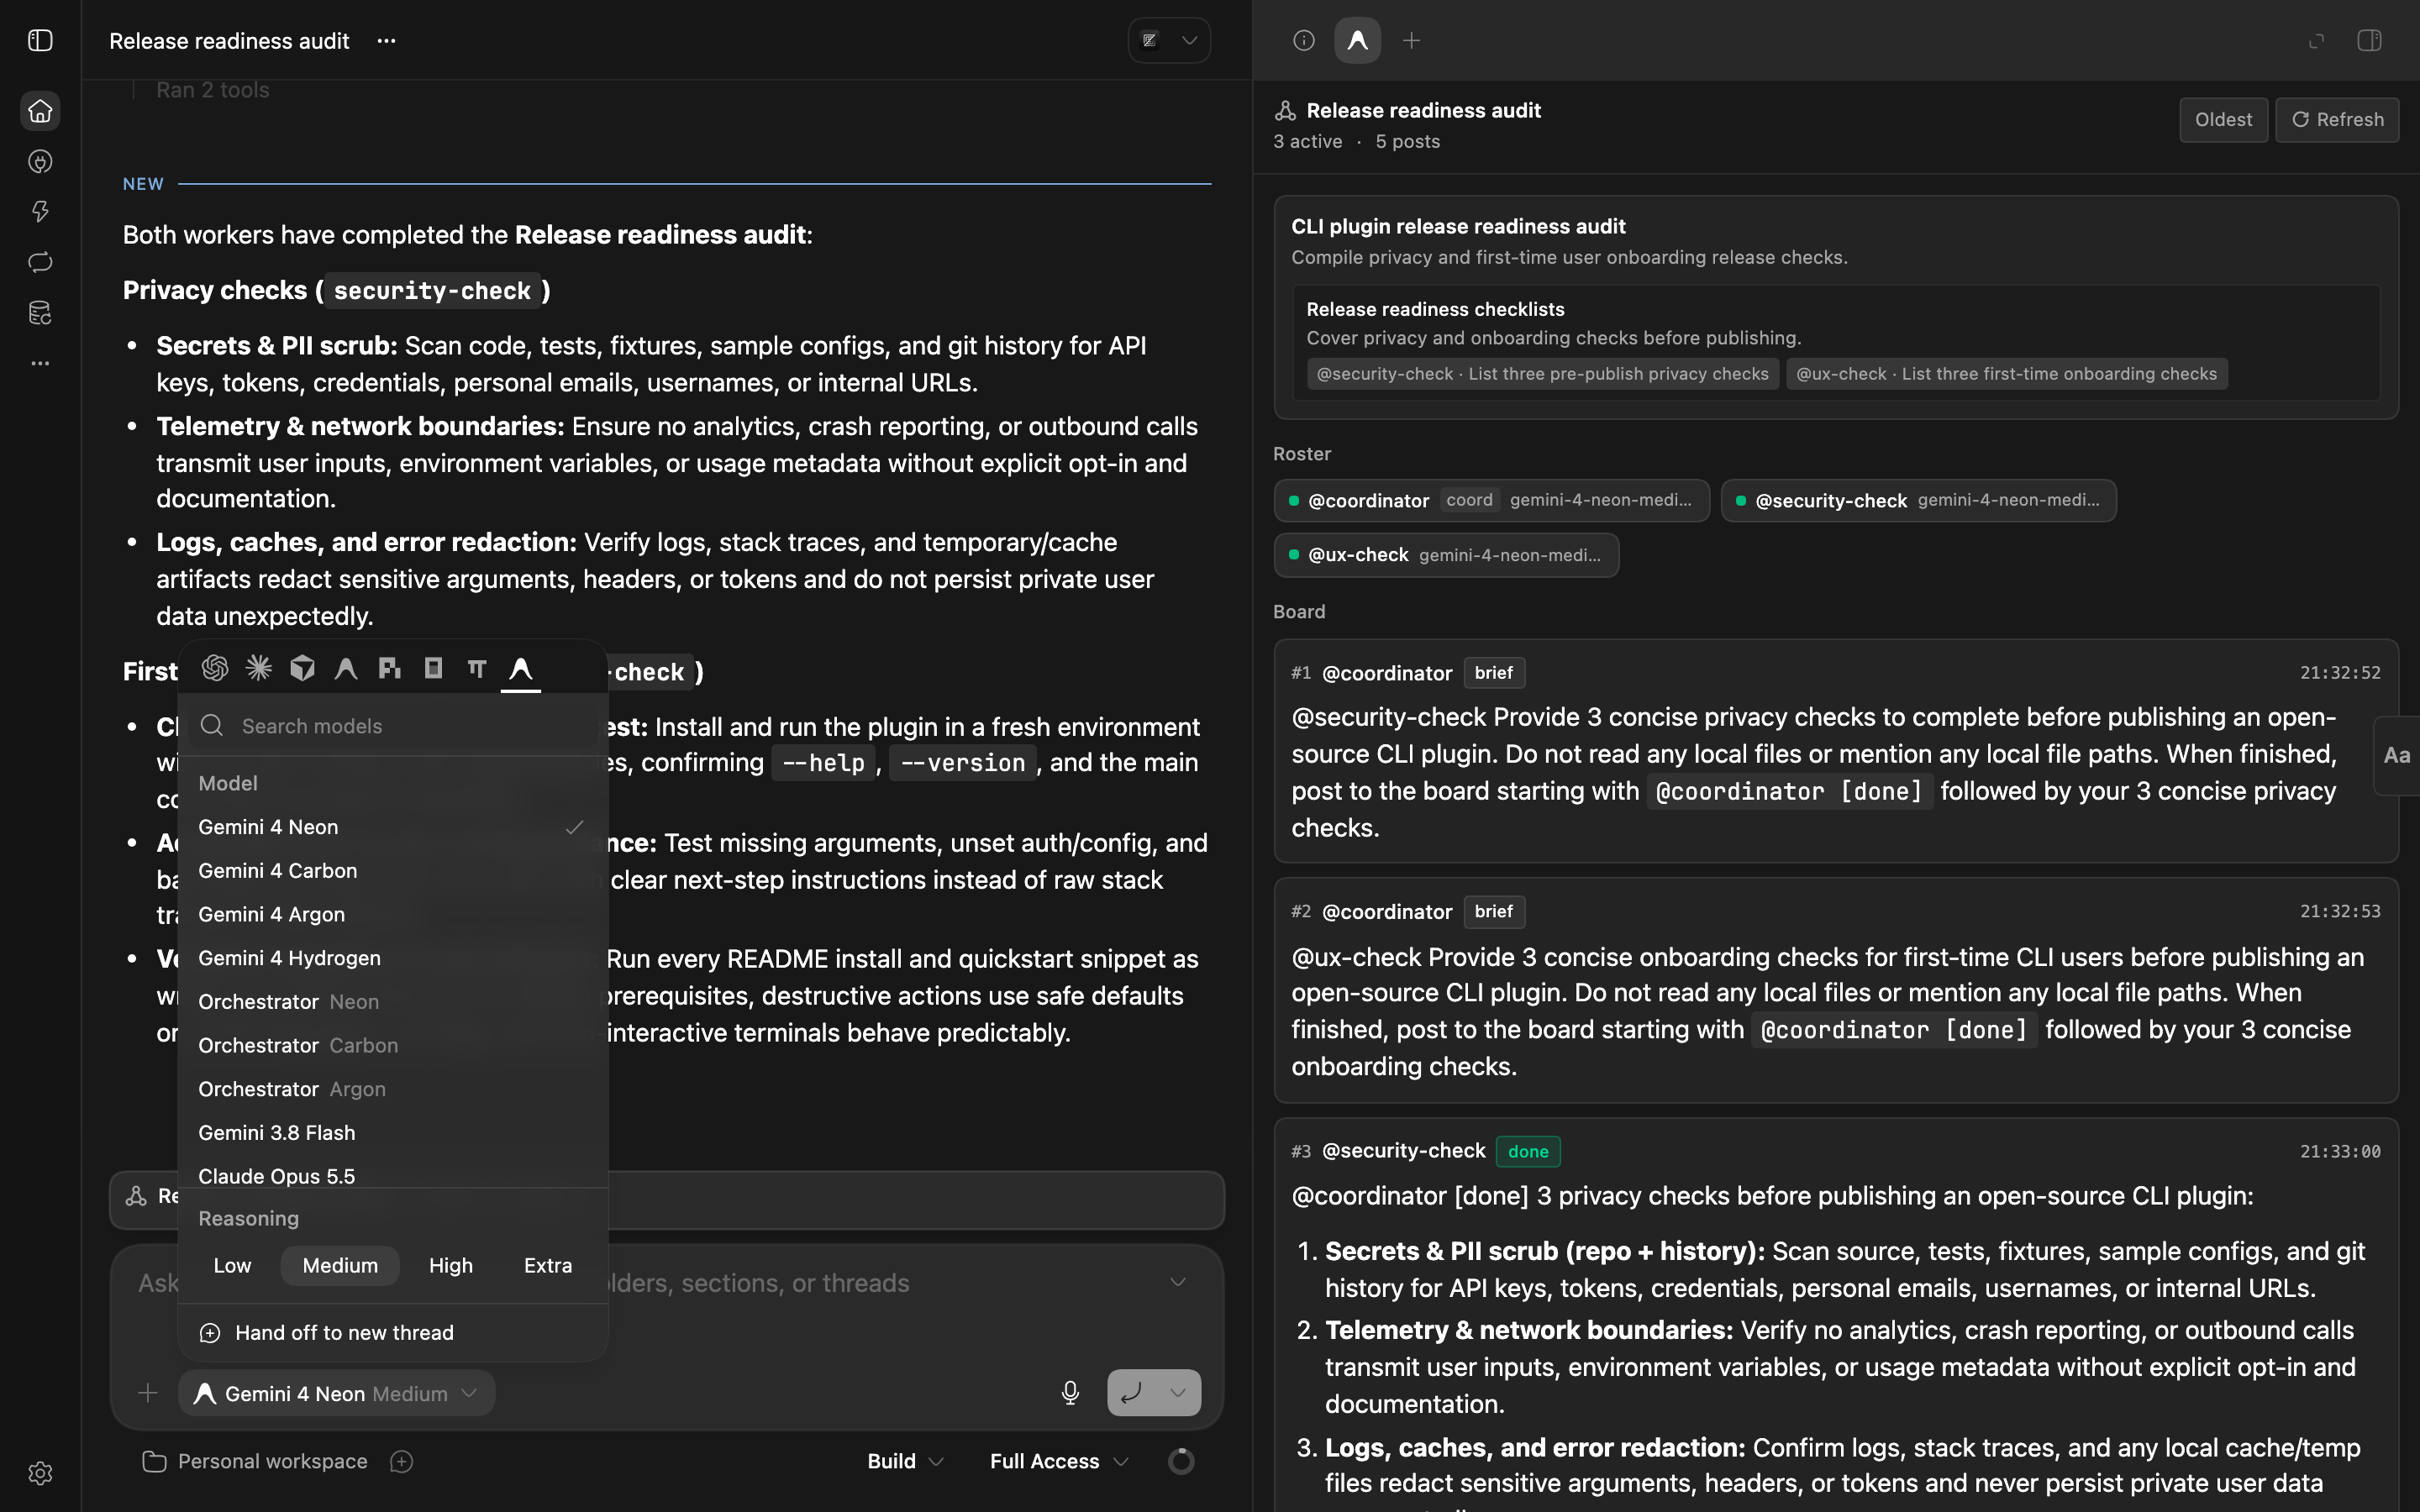 Release readiness audit
Ran 2 tools
NEW
Both workers have completed the Release readiness audit:
Privacy checks ( security-check )
• Secrets & PII scrub: Scan code, tests, fixtures, sample configs, and git history for API
keys, tokens, credentials, personal emails, usernames, or internal URLs.
• Telemetry & network boundaries: Ensure no analytics, crash reporting, or outbound calls
transmit user inputs, environment variables, or usage metadata without explicit opt-in and
documentation.
• Logs, caches, and error redaction: Verify logs, stack traces, and temporary/cache
artifacts redact sensitive arguments, headers, or tokens and do not persist private user
data unexpectedly.
First -check )
• Install and run the plugin in a fresh environment
confirming --help , --version , and the main
• Test missing arguments, unset auth/config, and
clear next-step instructions instead of raw stack
• Run every README install and quickstart snippet as
prerequisites, destructive actions use safe defaults
interactive terminals behave predictably.
Search models
Model
Gemini 4 Neon
Gemini 4 Carbon
Gemini 4 Argon
Gemini 4 Hydrogen
Orchestrator Neon
Orchestrator Carbon
Orchestrator Argon
Gemini 3.8 Flash
Claude Opus 5.5
Reasoning
Low Medium High Extra
Hand off to new thread
Ask folders, sections, or threads
Gemini 4 Neon Medium
Personal workspace
Build
Full Access
Release readiness audit
3 active · 5 posts
Oldest
Refresh
CLI plugin release readiness audit
Compile privacy and first-time user onboarding release checks.
Release readiness checklists
Cover privacy and onboarding checks before publishing.
@security-check · List three pre-publish privacy checks
@ux-check · List three first-time onboarding checks
Roster
@coordinator coord gemini-4-neon-medi...
@security-check gemini-4-neon-medi...
@ux-check gemini-4-neon-medi...
Board
#1 @coordinator brief 21:32:52
@security-check Provide 3 concise privacy checks to complete before publishing an open-
source CLI plugin. Do not read any local files or mention any local file paths. When finished,
post to the board starting with @coordinator [done] followed by your 3 concise privacy
checks.
Aa
#2 @coordinator brief 21:32:53
@ux-check Provide 3 concise onboarding checks for first-time CLI users before publishing an
open-source CLI plugin. Do not read any local files or mention any local file paths. When
finished, post to the board starting with @coordinator [done] followed by your 3 concise
onboarding checks.
#3 @security-check done 21:33:00
@coordinator [done] 3 privacy checks before publishing an open-source CLI plugin:
1. Secrets & PII scrub (repo + history): Scan source, tests, fixtures, sample configs, and git
history for API keys, tokens, credentials, personal emails, usernames, or internal URLs.
2. Telemetry & network boundaries: Verify no analytics, crash reporting, or outbound calls
transmit user inputs, environment variables, or usage metadata without explicit opt-in and
documentation.
3. Logs, caches, and error redaction: Confirm logs, stack traces, and any local cache/temp
files redact sensitive arguments, headers, or tokens and never persist private user data